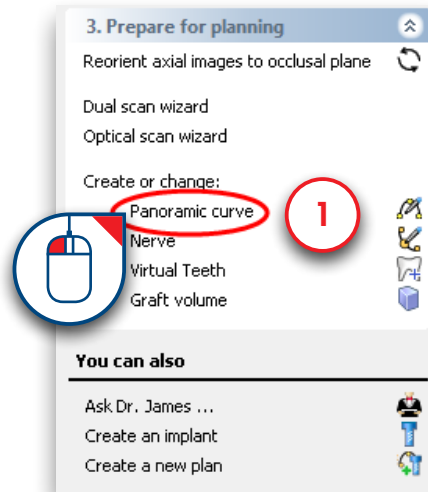 3. Prepare for planning
Reorient axial images to occlusal plane
Dual scan wizard
Optical scan wizard
Create or change:
Panoramic curve
1
Nerve
Virtual Teeth
Graft volume
You can also
Ask Dr. James ...
Create an implant
Create a new plan